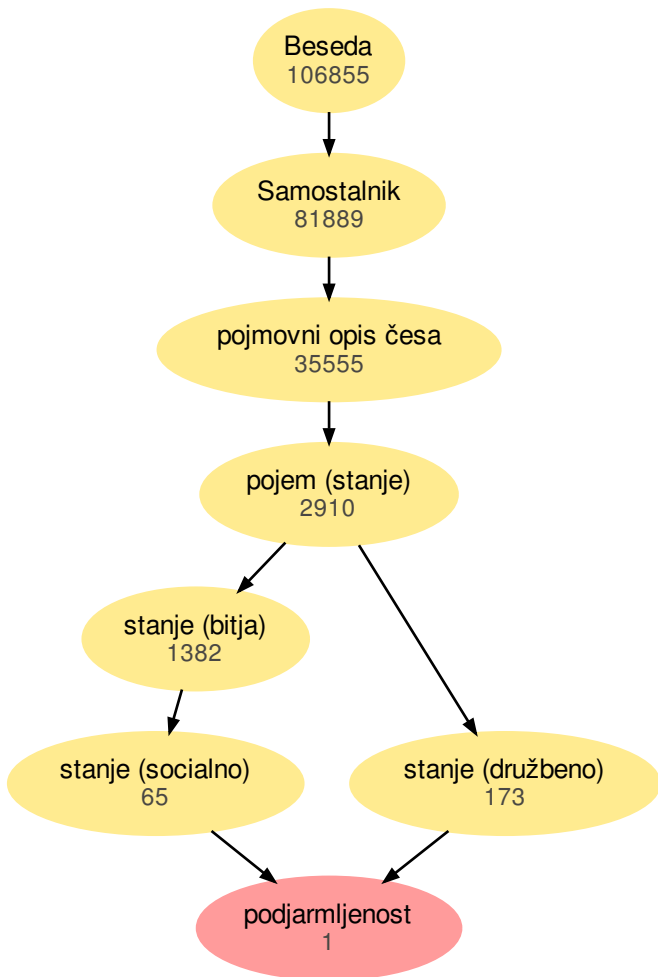 Beseda
106855
Samostalnik
81889
pojmovni opis česa
35555
pojem (stanje)
2910
stanje (bitja)
1382
stanje (socialno)
65
stanje (družbeno)
173
podjarmljenost
1